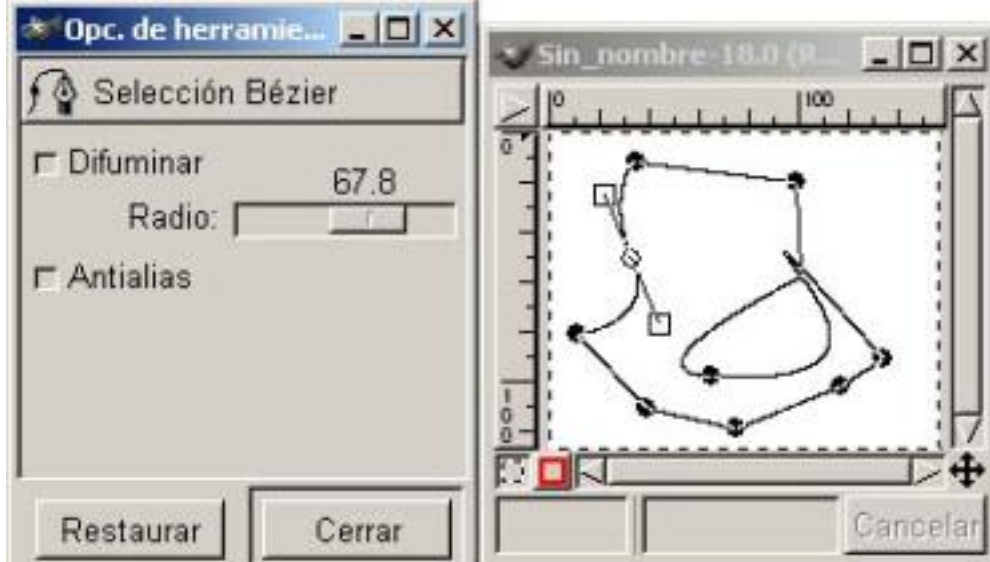 Opc. de herramie...
Selección Bézier
Difuminar
67.8
Radio:
Antialias
Restaurar
Cerrar
Sin_nombre-18.0 (R...
0
100
0
100
Cancelar